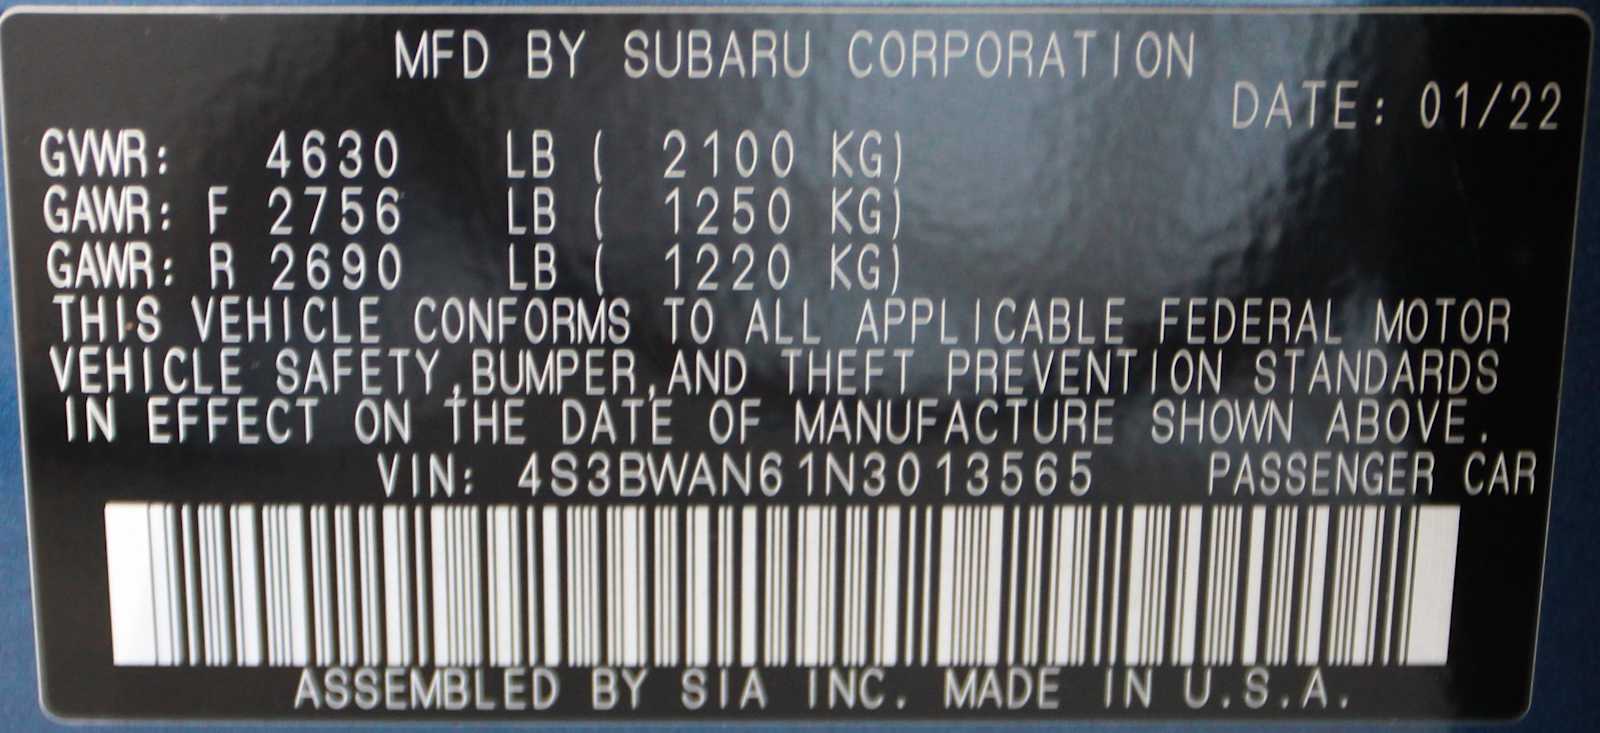 MFD BY SUBARU CORPORATION
DATE: 01/22
GVWR: 4630 LB ( 2100 KG)
GAWR: F 2756 LB ( 1250 KG)
GAWR: R 2690 LB ( 1220 KG)
THIS VEHICLE CONFORMS TO ALL APPLICABLE FEDERAL MOTOR
VEHICLE SAFETY,BUMPER,AND THEFT PREVENTION STANDARDS
IN EFFECT ON THE DATE OF MANUFACTURE SHOWN ABOVE.
VIN: 4S3BWAN61N3013565 PASSENGER CAR
ASSEMBLED BY SIA INC. MADE IN U.S.A.